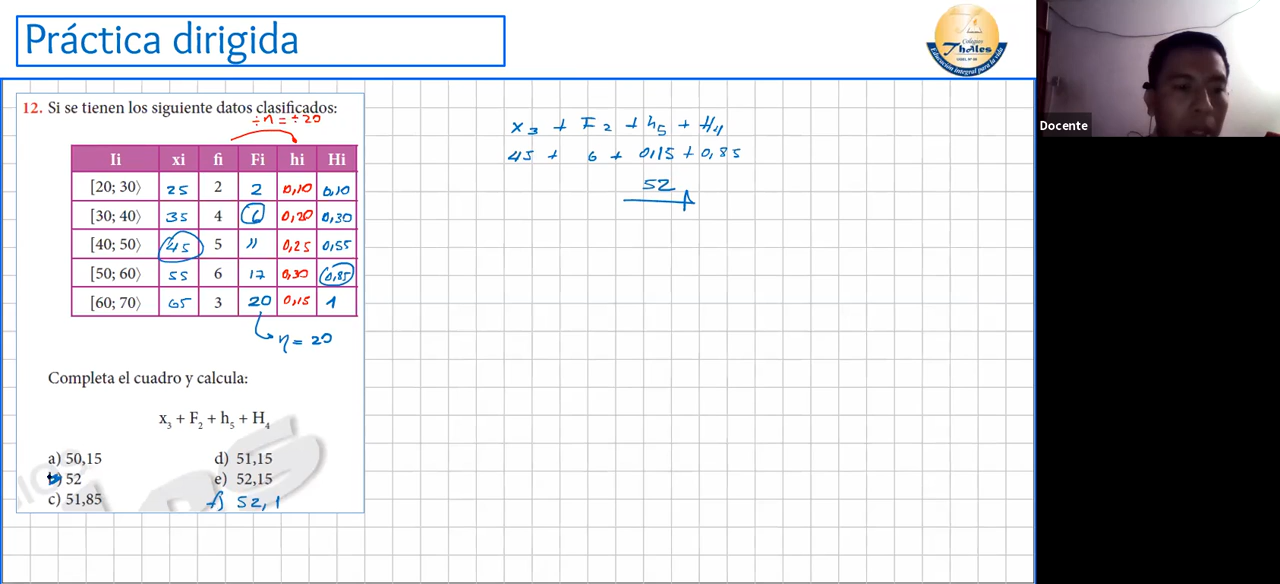 Práctica dirigida
Colegios
Thales
UGEL N° 06
Educación integral para la vida
Docente
12. Si se tienen los siguiente datos clasificados:
÷ n = ÷ 20
Ii xi fi Fi hi Hi
[20; 30⟩ 25 2 2 0,10 0,10
[30; 40⟩ 35 4 6 0,20 0,30
[40; 50⟩ 45 5 11 0,25 0,55
[50; 60⟩ 55 6 17 0,30 0,85
[60; 70⟩ 65 3 20 0,15 1
n = 20
Completa el cuadro y calcula:
x₃ + F₂ + h₅ + H₄
a) 50,15 d) 51,15
b) 52 e) 52,15
c) 51,85 f) 52,1
x₃ + F₂ + h₅ + H₄
45 + 6 + 0,15 + 0,85
52